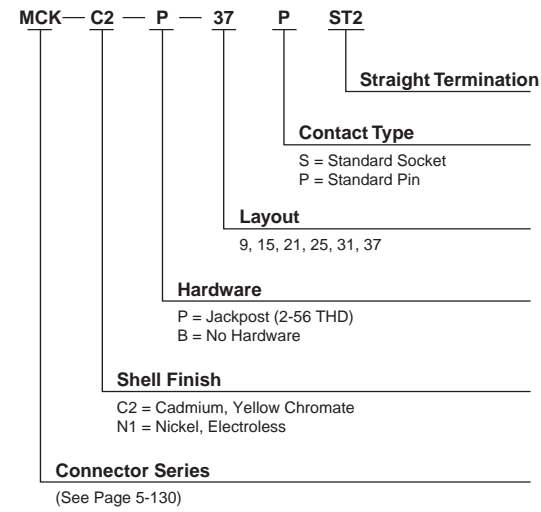 MCK — C2 — P — 37 P ST2
Straight Termination
Contact Type
S = Standard Socket
P = Standard Pin
Layout
9, 15, 21, 25, 31, 37
Hardware
P = Jackpost (2-56 THD)
B = No Hardware
Shell Finish
C2 = Cadmium, Yellow Chromate
N1 = Nickel, Electroless
Connector Series
(See Page 5-130)